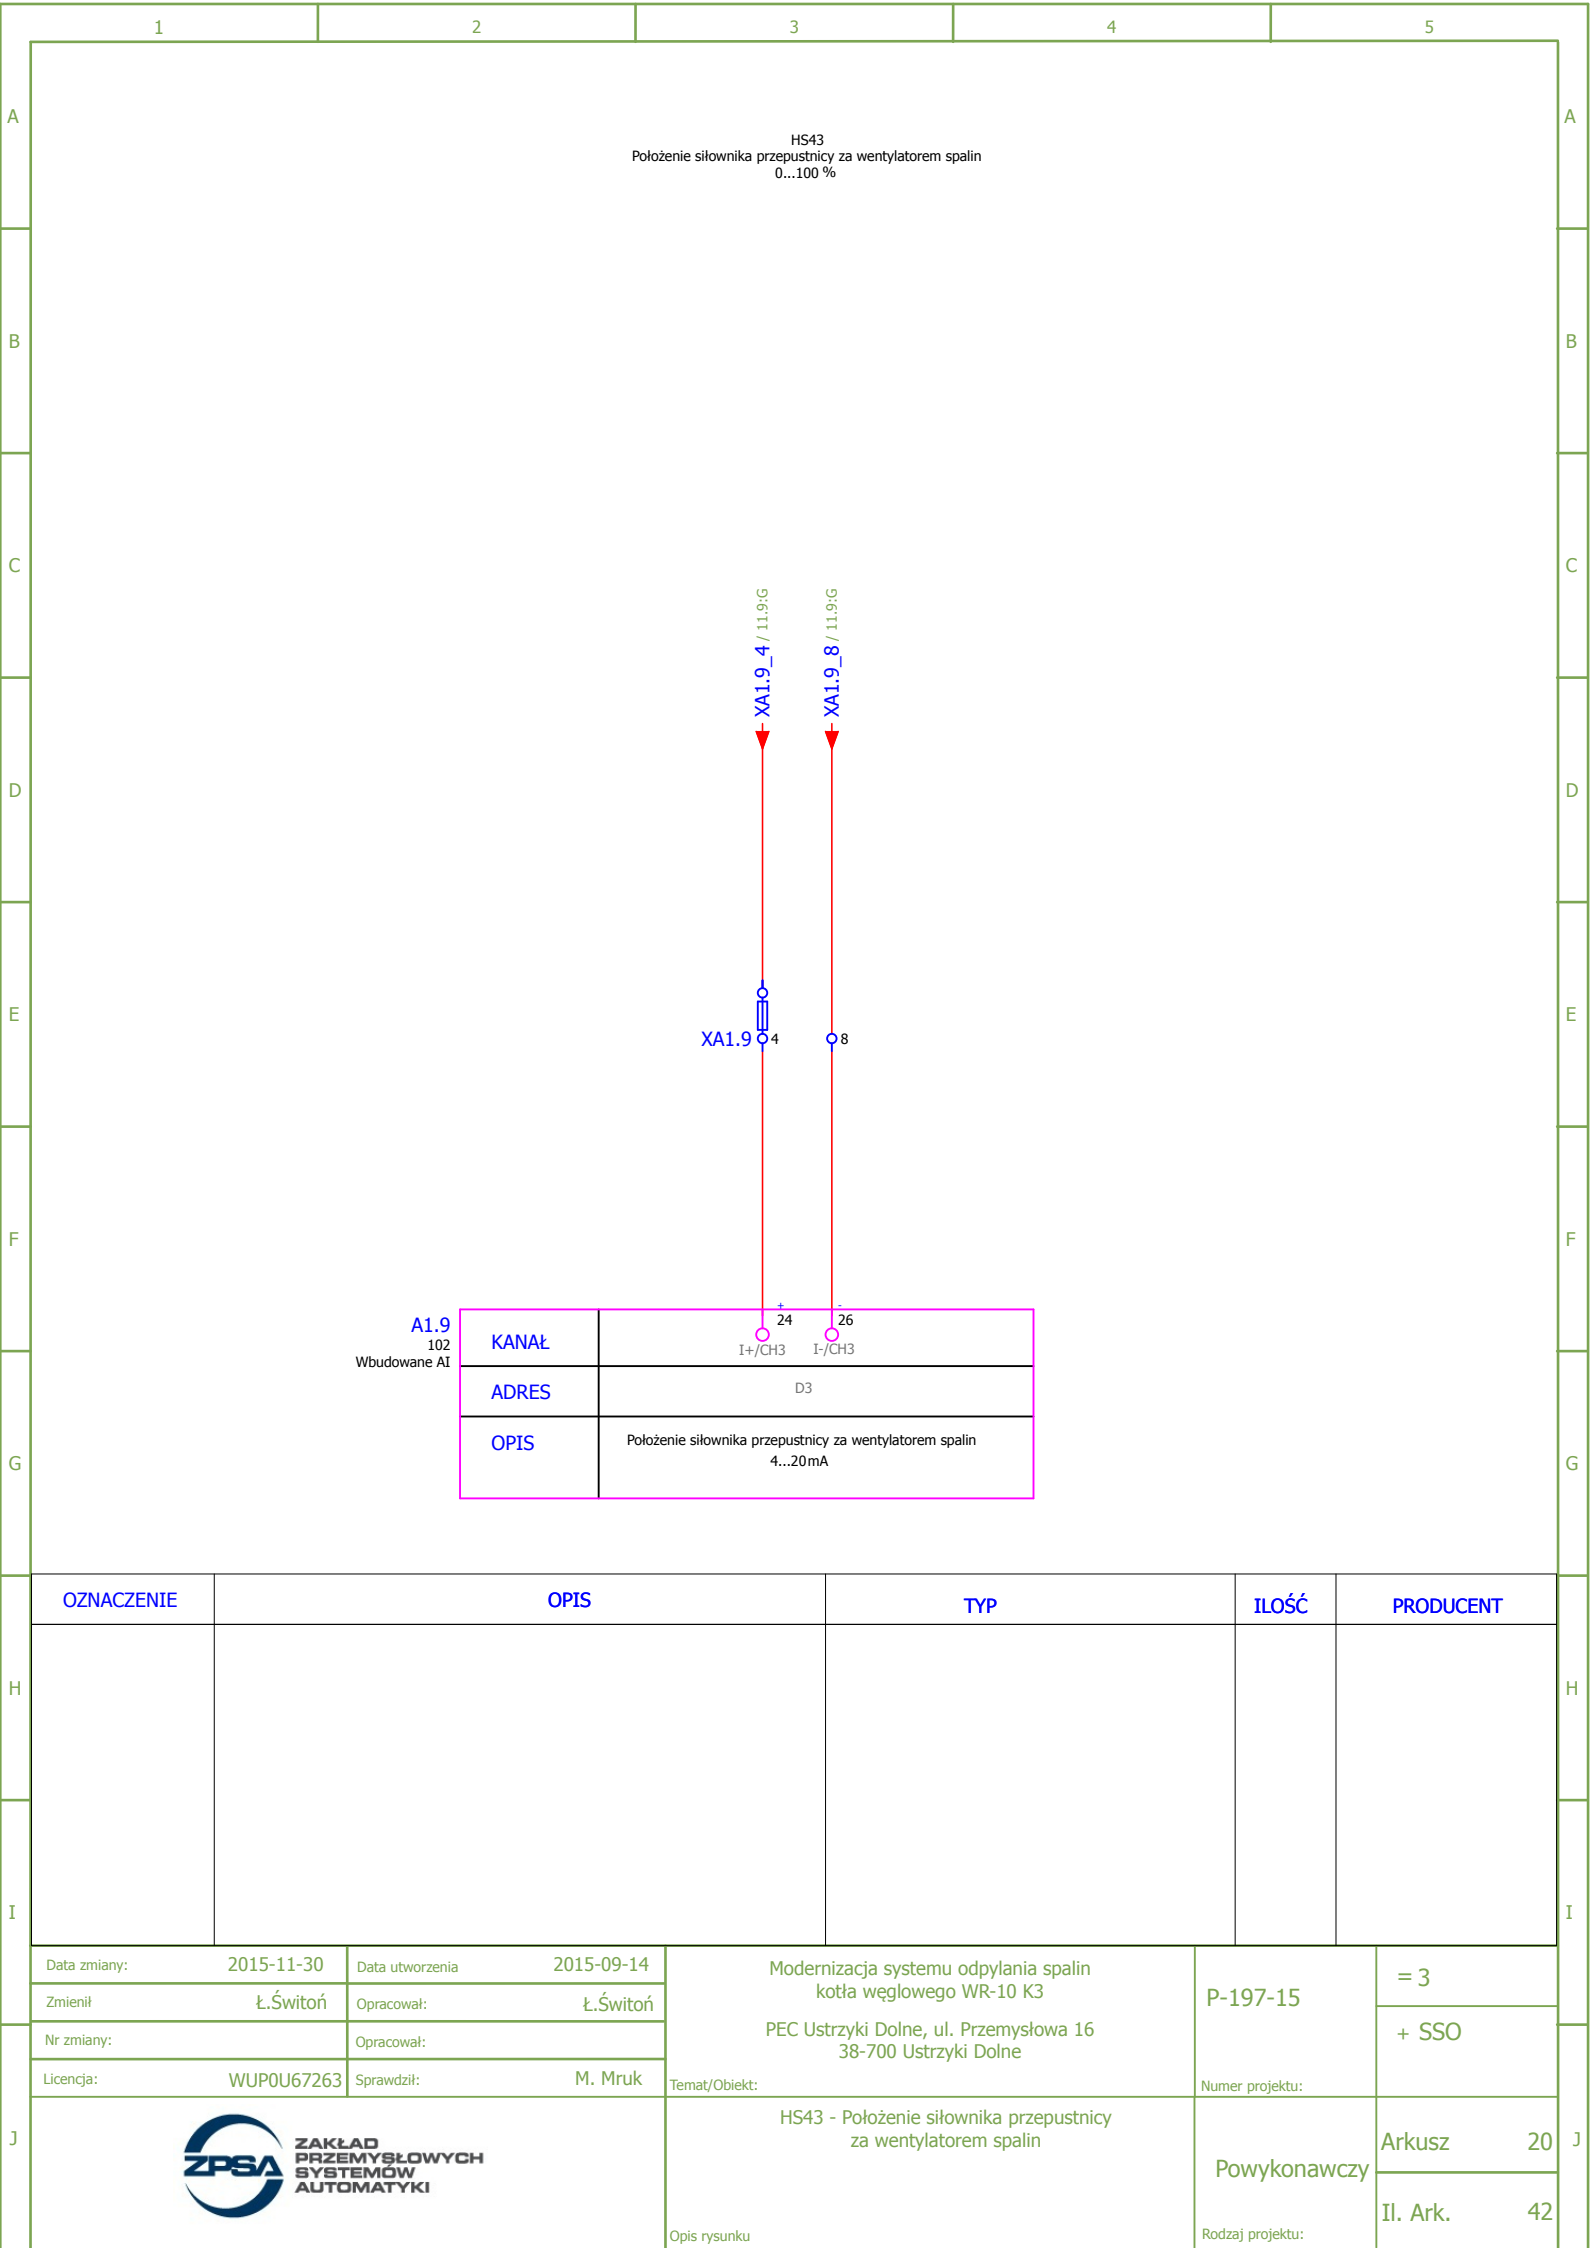 1 2 3 4 5
A A
HS43
Położenie siłownika przepustnicy za wentylatorem spalin
0...100 %
B B
C C
XA1.9_4 / 11.9:G
XA1.9_8 / 11.9:G
D D
E E
XA1.9 4 8
F F
A1.9
102
Wbudowane AI
KANAŁ
+ -
24 26
I+/CH3 I-/CH3
ADRES D3
OPIS
Położenie siłownika przepustnicy za wentylatorem spalin
4...20mA
G G
OZNACZENIE OPIS TYP ILOŚĆ PRODUCENT
H H
I I
Data zmiany: 2015-11-30 Data utworzenia 2015-09-14
Zmienił Ł.Świtoń Opracował: Ł.Świtoń
Nr zmiany: Opracował:
Licencja: WUP0U67263 Sprawdził: M. Mruk
Modernizacja systemu odpylania spalin
kotła węglowego WR-10 K3
PEC Ustrzyki Dolne, ul. Przemysłowa 16
38-700 Ustrzyki Dolne
Temat/Obiekt:
P-197-15
Numer projektu:
= 3
+ SSO
J J
ZPSA
ZAKŁAD
PRZEMYSŁOWYCH
SYSTEMÓW
AUTOMATYKI
HS43 - Położenie siłownika przepustnicy
za wentylatorem spalin
Opis rysunku
Powykonawczy
Rodzaj projektu:
Arkusz 20
Il. Ark. 42